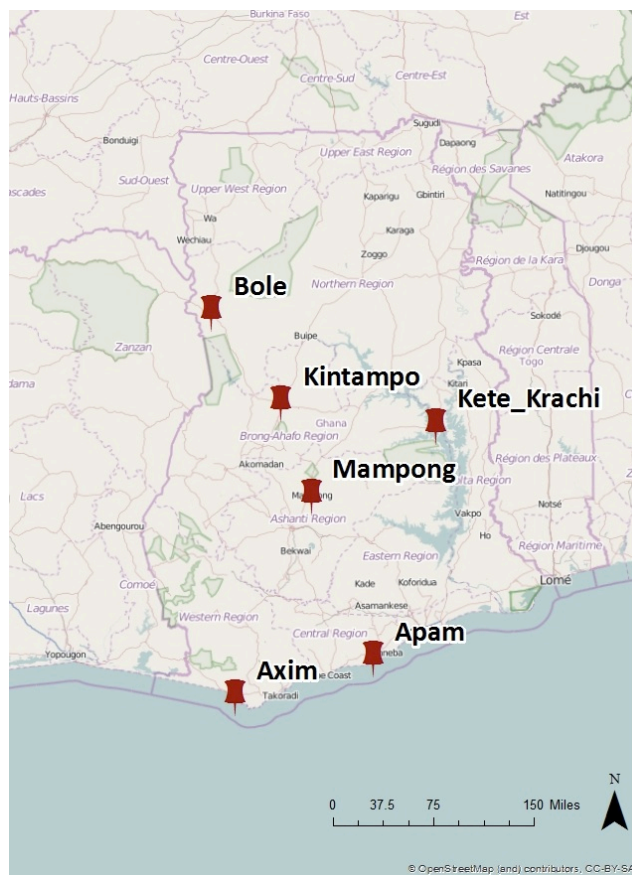 Burkina Faso
Est
Centre-Ouest
Centre-Sud
Centre-Est
Hauts-Bassins
Sugudi
Bonduigi
Dapaong
Upper East Region
Atakora
Région des Savanes
Sud-Ouest
Upper West Region
Kaparigu
Gbintiri
Natitingou
Wa
Karaga
Wechiau
Djougou
Zoggo
Région de la Kara
Bole
Northern Region
Donga
Sokodé
Buipe
Zanzan
Région Centrale
Togo
Kpasa
Kintampo
Kitari
Kete_Krachi
Ghana
Brong-Ahafo Region
Akomadan
Mampong
Région des Plateaux
Lacs
Ashanti Region
Notsé
Abengourou
Vakpo
Ho
Bekwai
Eastern Region
Région Maritime
Comoé
Kade
Koforidua
Lomé
Asamankese
Lagunes
Western Region
Central Region
Apam
Yopougon
Axim
Takoradi
N
0 37.5 75 150 Miles
© OpenStreetMap (and) contributors, CC-BY-SA